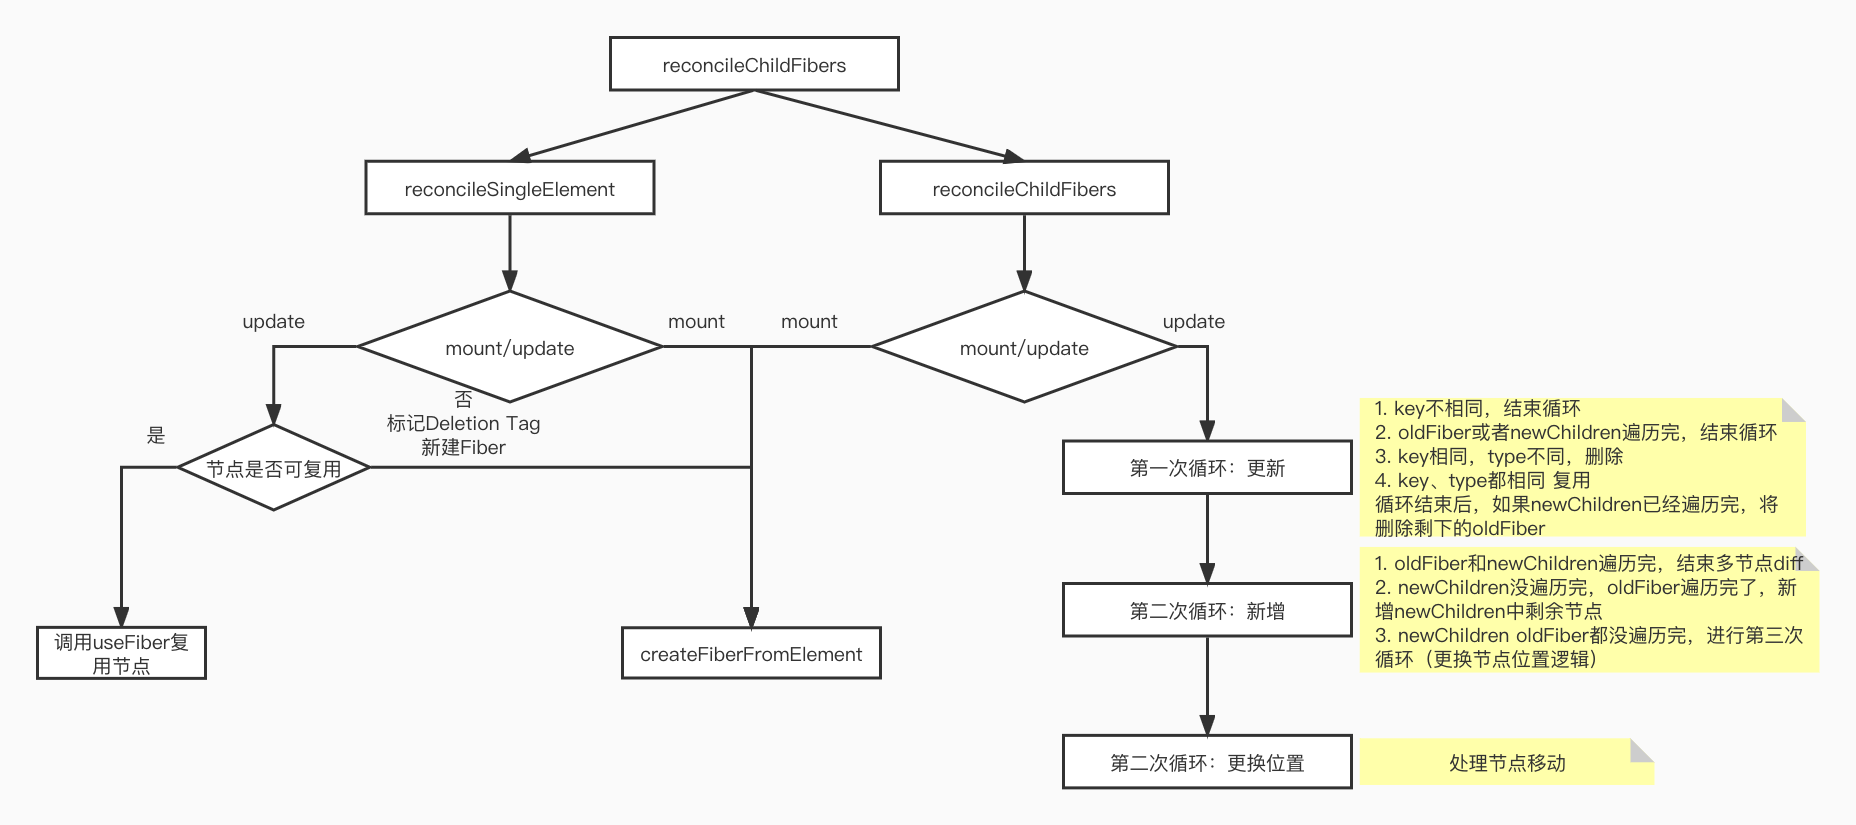 reconcileChildFibers
reconcileSingleElement
reconcileChildFibers
update
mount/update
mount
mount
mount/update
update
否
标记Deletion Tag
新建Fiber
是
节点是否可复用
第一次循环：更新
1. key不相同，结束循环
2. oldFiber或者newChildren遍历完，结束循环
3. key相同，type不同，删除
4. key、type都相同 复用
循环结束后，如果newChildren已经遍历完，将
删除剩下的oldFiber
第二次循环：新增
1. oldFiber和newChildren遍历完，结束多节点diff
2. newChildren没遍历完，oldFiber遍历完了，新
增newChildren中剩余节点
3. newChildren oldFiber都没遍历完，进行第三次
循环（更换节点位置逻辑）
调用useFiber复
用节点
createFiberFromElement
第二次循环：更换位置
处理节点移动